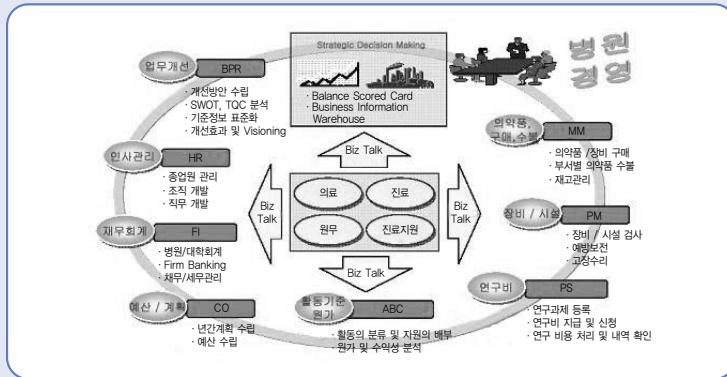 Strategic Decision Making
· Balance Scored Card
· Business Information
Warehouse
병원
경영
업무개선
BPR
· 개선방안 수립
· SWOT, TQC 분석
· 기준정보 표준화
· 개선효과 및 Visioning
인사관리
HR
· 종업원 관리
· 조직 개발
· 직무 개발
재무회계
FI
· 병원/대학회계
· Firm Banking
· 채무/세무관리
예산 / 계획
CO
· 년간계획 수립
· 예산 수립
Biz Talk
Biz
Talk
의료
진료
원무
진료지원
Biz
Talk
Biz Talk
활동기준
원가
ABC
· 활동의 분류 및 자원의 배부
· 원가 및 수익성 분석
의약품,
구매,수불
MM
· 의약품 /장비 구매
· 부서별 의약품 수불
· 재고관리
장비 / 시설
PM
· 장비 / 시설 검사
· 예방보전
· 고장수리
연구비
PS
· 연구과제 등록
· 연구비 지급 및 신청
· 연구 비용 처리 및 내역 확인